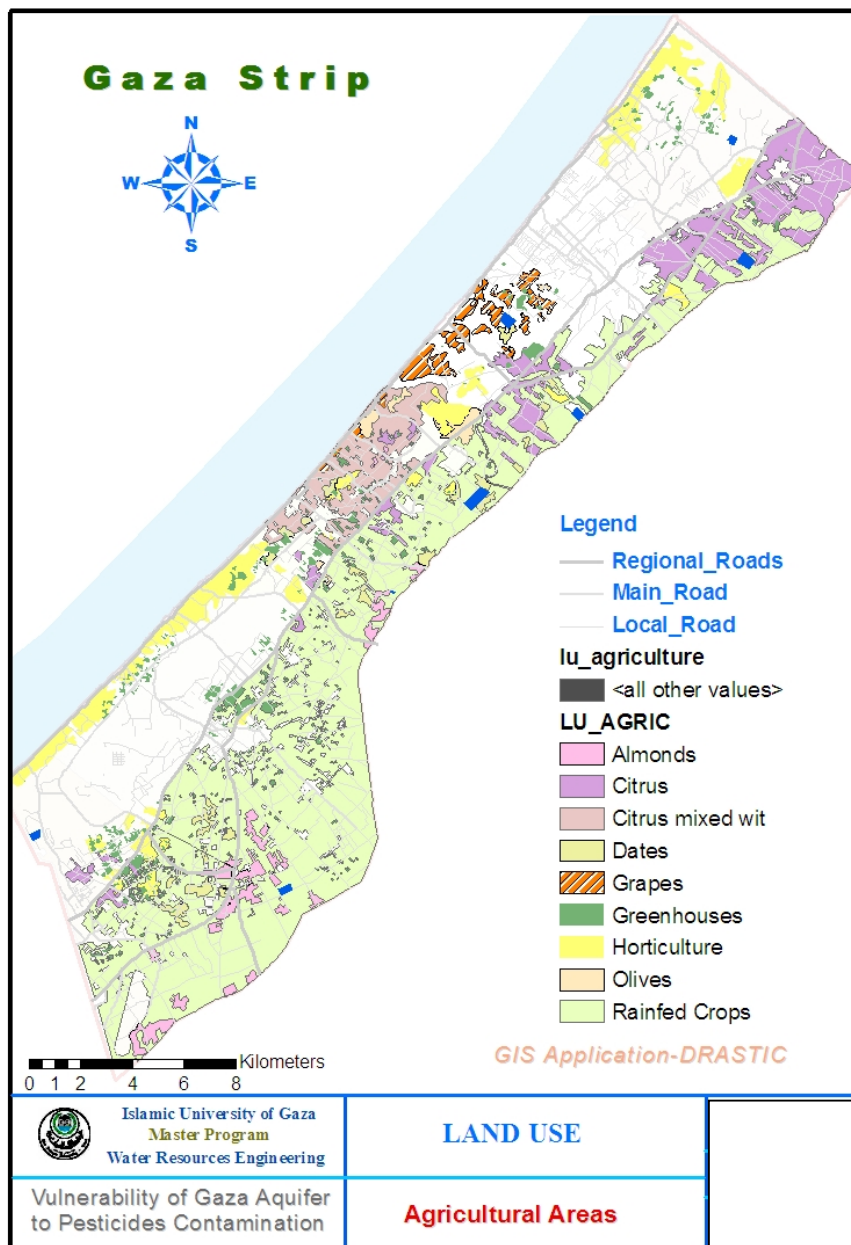 Gaza Strip
N
W E
S
Legend
Regional_Roads
Main_Road
Local_Road
lu_agriculture
<all other values>
LU_AGRIC
Almonds
Citrus
Citrus mixed wit
Dates
Grapes
Greenhouses
Horticulture
Olives
Rainfed Crops
GIS Application-DRASTIC
Kilometers
0 1 2 4 6 8
Islamic University of Gaza
Master Program
Water Resources Engineering
LAND USE
Vulnerability of Gaza Aquifer
to Pesticides Contamination
Agricultural Areas